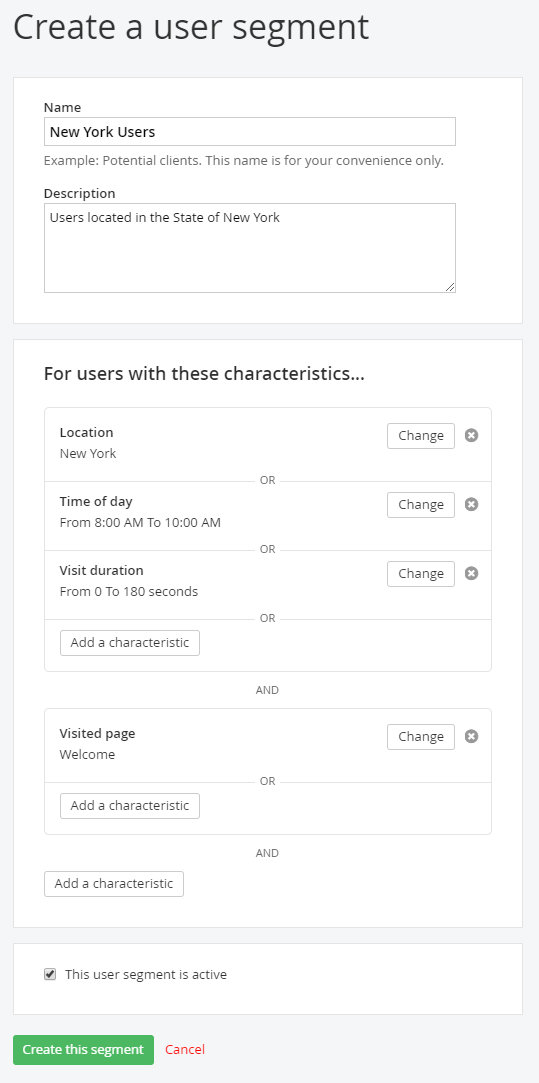 Create a user segment
Name
New York Users
Example: Potential clients. This name is for your convenience only.
Description
Users located in the State of New York
For users with these characteristics...
Location
Change
New York
OR
Time of day
Change
From 8:00 AM To 10:00 AM
OR
Visit duration
Change
From 0 To 180 seconds
OR
Add a characteristic
AND
Visited page
Change
Welcome
OR
Add a characteristic
AND
Add a characteristic
This user segment is active
Create this segment Cancel